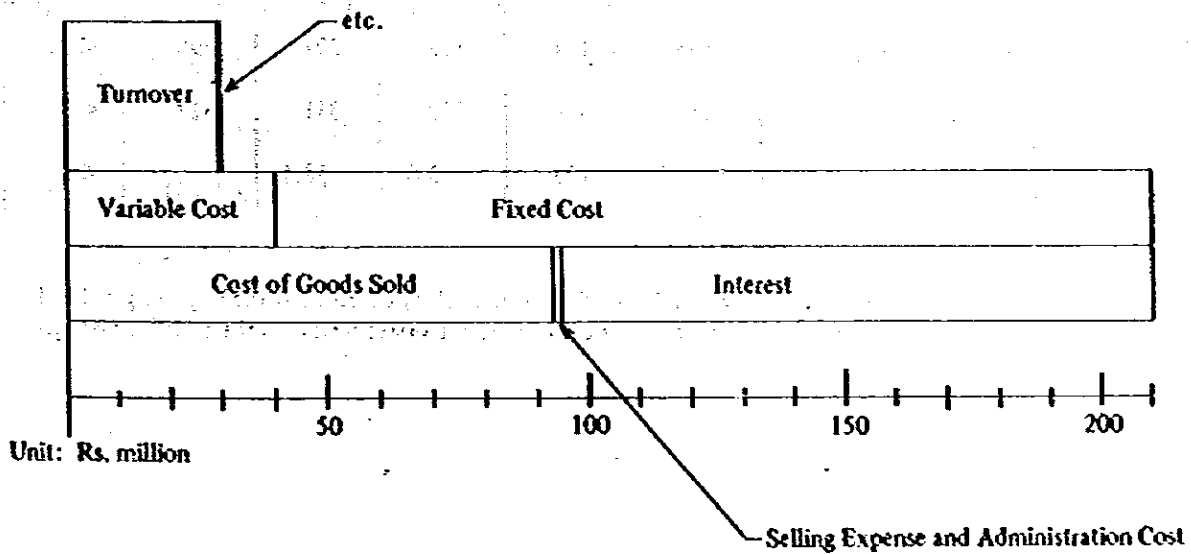 etc.
Turnover
Variable Cost
Fixed Cost
Cost of Goods Sold
Interest
50
100
150
200
Unit: Rs. million
Selling Expense and Administration Cost